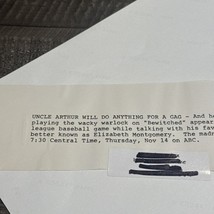 UNCLE ARTHUR WILL DO ANYTHING FOR A GAG - And he
playing the wacky warlock on "Bewitched" appear
league baseball game while talking with his fav
better known as Elizabeth Montgomery. The mad
7:30 Central Time, Thursday, Nov 14 on ABC.